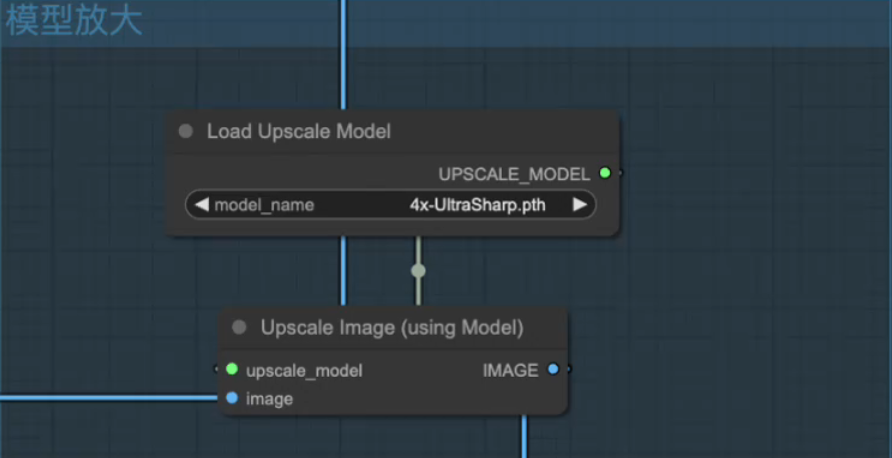 模型放大
Load Upscale Model
UPSCALE_MODEL
model_name 4x-UltraSharp.pth
Upscale Image (using Model)
upscale_model IMAGE
image